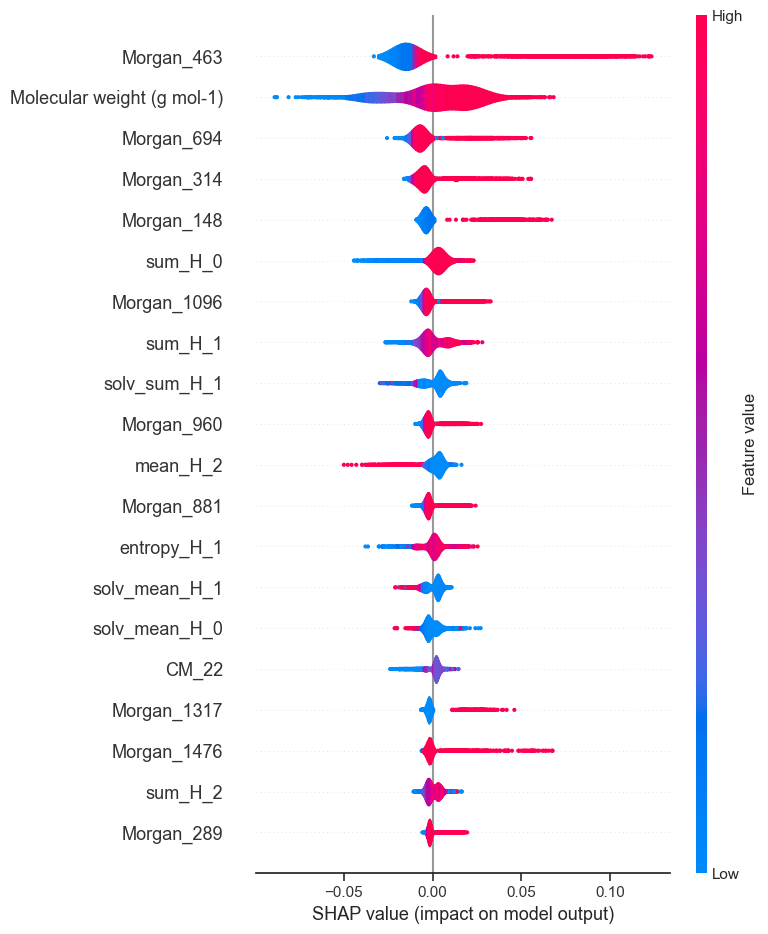 High
Morgan_463
Molecular weight (g mol-1)
Morgan_694
Morgan_314
Morgan_148
sum_H_0
Morgan_1096
sum_H_1
solv_sum_H_1
Morgan_960
mean_H_2
Morgan_881
entropy_H_1
solv_mean_H_1
solv_mean_H_0
CM_22
Morgan_1317
Morgan_1476
sum_H_2
Morgan_289
Feature value
Low
−0.05 0.00 0.05 0.10
SHAP value (impact on model output)